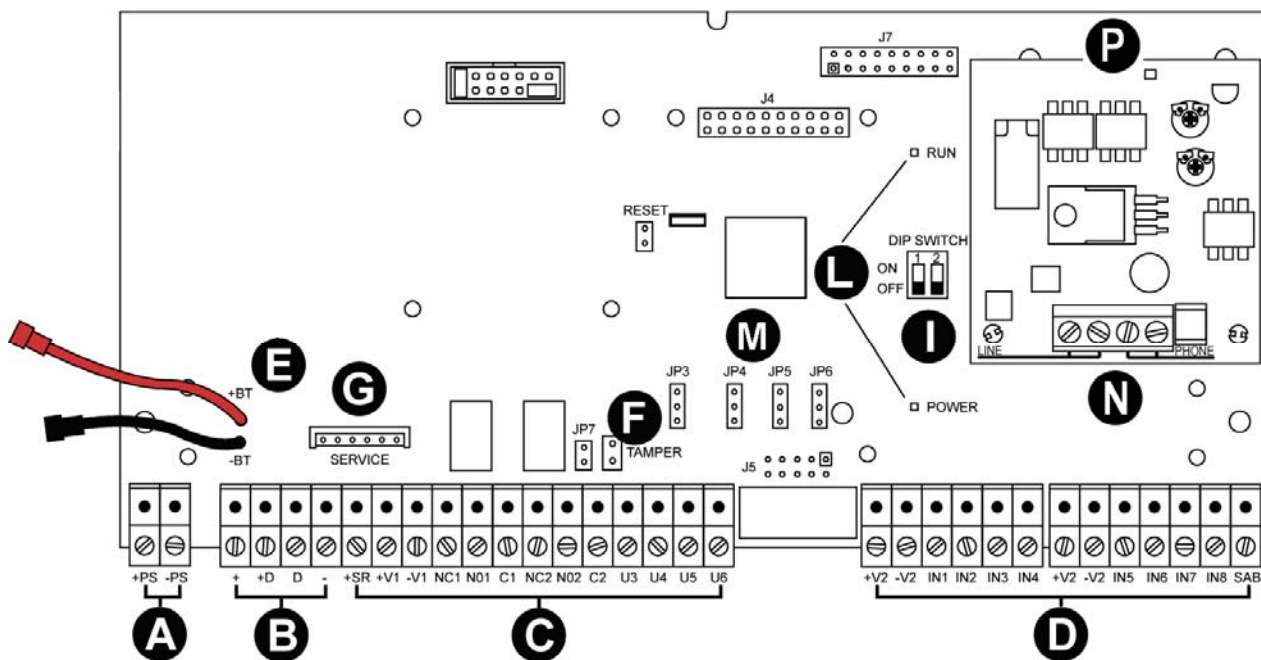 J7
P
J4
RUN
RESET
DIP SWITCH
1 2
ON
OFF
L
I
M
LINE
PHONE
N
E
+BT
-BT
G
SERVICE
JP3
JP4
JP5
JP6
F
POWER
JP7
TAMPER
J5
+PS -PS
+ +D D - +SR +V1 -V1 NC1 N01 C1 NC2 N02 C2 U3 U4 U5 U6
+V2 -V2 IN1 IN2 IN3 IN4
+V2 -V2 IN5 IN6 IN7 IN8 SAB
A
B
C
D